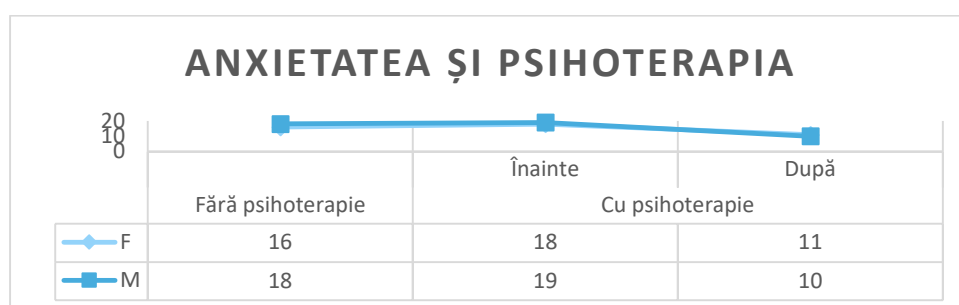 ANXIETATEA ȘI PSIHOTERAPIA
20
10
0
Înainte După
Fără psihoterapie Cu psihoterapie
F 16 18 11
M 18 19 10